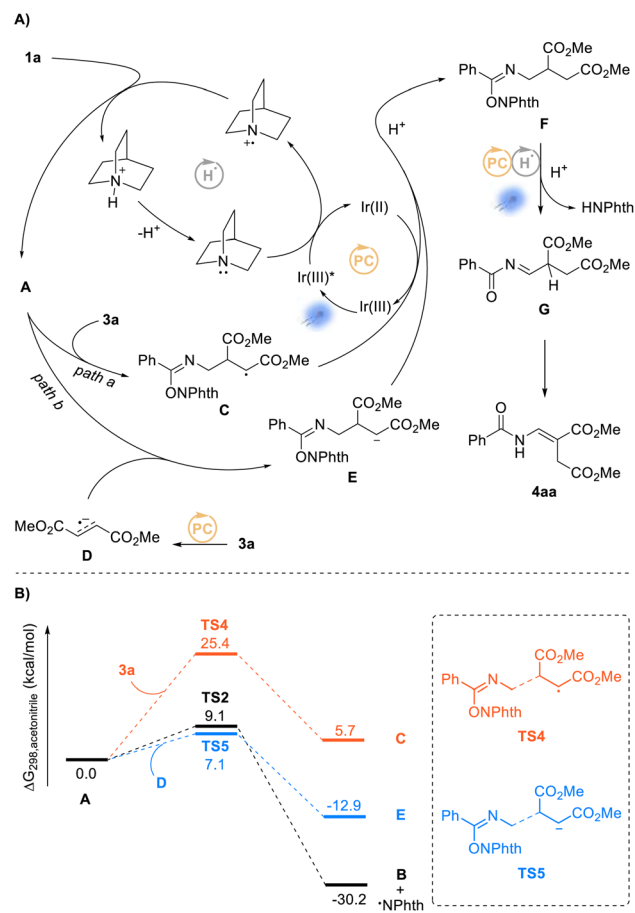 A)
1a
N
+
H
-H⁺
N
+•
H•
N
••
Ir(II)
Ir(III)*
PC
Ir(III)
H⁺
A
3a
path a
path b
CO₂Me
Ph
N
CO₂Me
•
ONPhth
C
CO₂Me
Ph
N
CO₂Me
–
ONPhth
E
•–
MeO₂C
CO₂Me
D
PC
3a
CO₂Me
Ph
N
CO₂Me
ONPhth
F
PC
H•
H⁺
HNPhth
CO₂Me
Ph
N
CO₂Me
O
H
G
O
Ph
N
H
CO₂Me
CO₂Me
4aa
B)
ΔG298,acetonitrile (kcal/mol)
TS4
25.4
3a
TS2
9.1
TS5
7.1
D
0.0
A
5.7
C
-12.9
E
B
+
•NPhth
-30.2
CO₂Me
Ph
N
CO₂Me
•
ONPhth
TS4
CO₂Me
Ph
N
CO₂Me
–
ONPhth
TS5